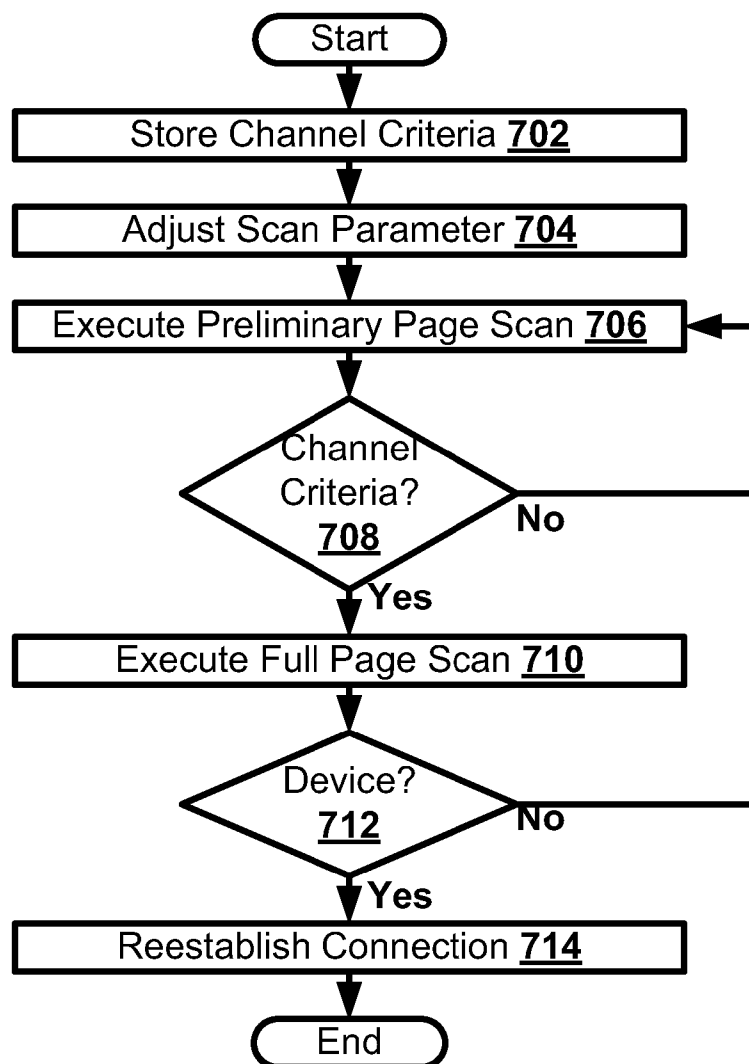 Start
Store Channel Criteria 702
Adjust Scan Parameter 704
Execute Preliminary Page Scan 706
Channel
Criteria?
708
No
Yes
Execute Full Page Scan 710
Device?
712
No
Yes
Reestablish Connection 714
End